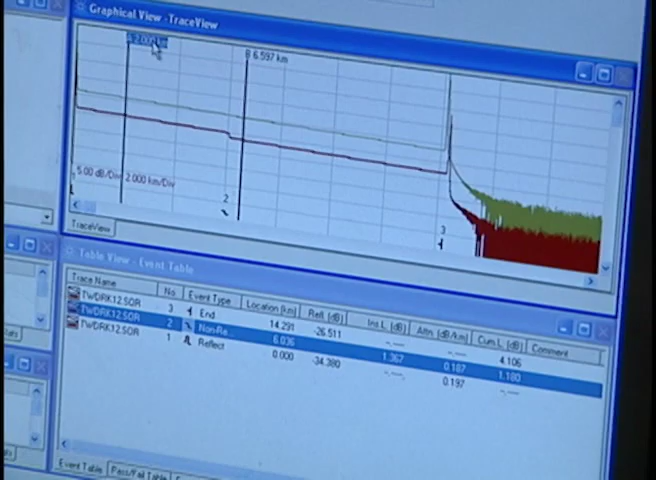 Graphical View - TraceView
B 6.597 km
5.00 dB/Div 2.000 km/Div
2
3
TraceView
Table View - Event Table
Trace Name No. Event Type Location [km] Refl. [dB] Ins.L. [dB] Attn. [dB/km] Cum.L. [dB] Comment
TWDRK12.SOR 3 End 14.291 -26.511 --.--- --.--- 4.106
TWDRK12.SOR 2 Non-Re... 6.036 1.367 0.187 1.180
TWDRK12.SOR 1 Reflect 0.000 -34.380 --.--- 0.197 --.---
Event Table Pass/Fail Table